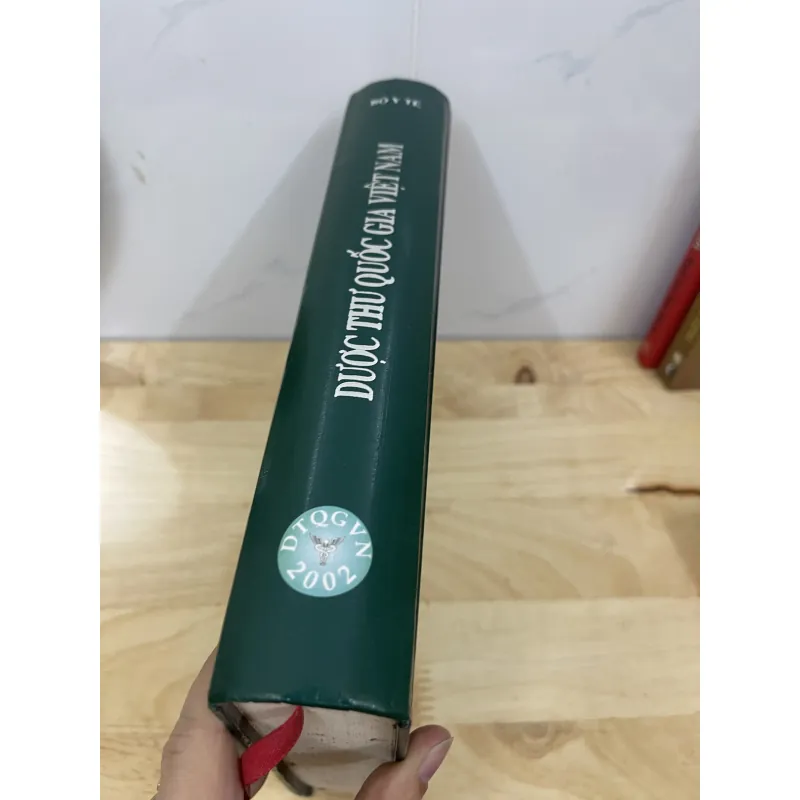 BỘ Y TẾ
DƯỢC THƯ QUỐC GIA VIỆT NAM
DTQGVN
2002